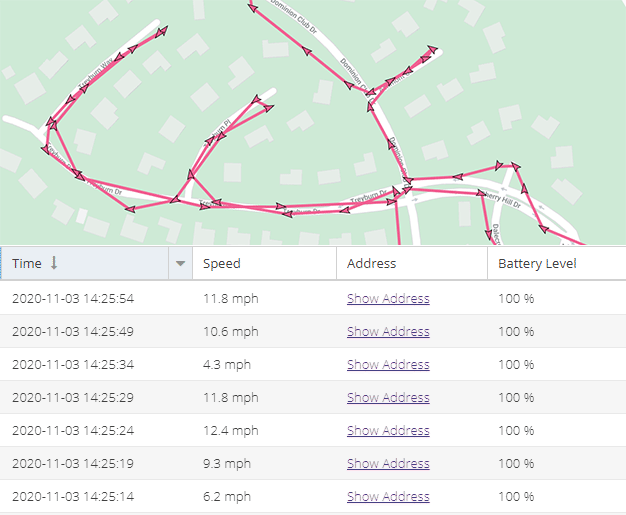 Dominion Club Dr
Treyburn Way
Dominion C
Dominion
Treyburn Dr
Treyburn Dr
erry Hill Dr
Time Speed Address Battery Level
2020-11-03 14:25:54 11.8 mph Show Address 100 %
2020-11-03 14:25:49 10.6 mph Show Address 100 %
2020-11-03 14:25:34 4.3 mph Show Address 100 %
2020-11-03 14:25:29 11.8 mph Show Address 100 %
2020-11-03 14:25:24 12.4 mph Show Address 100 %
2020-11-03 14:25:19 9.3 mph Show Address 100 %
2020-11-03 14:25:14 6.2 mph Show Address 100 %